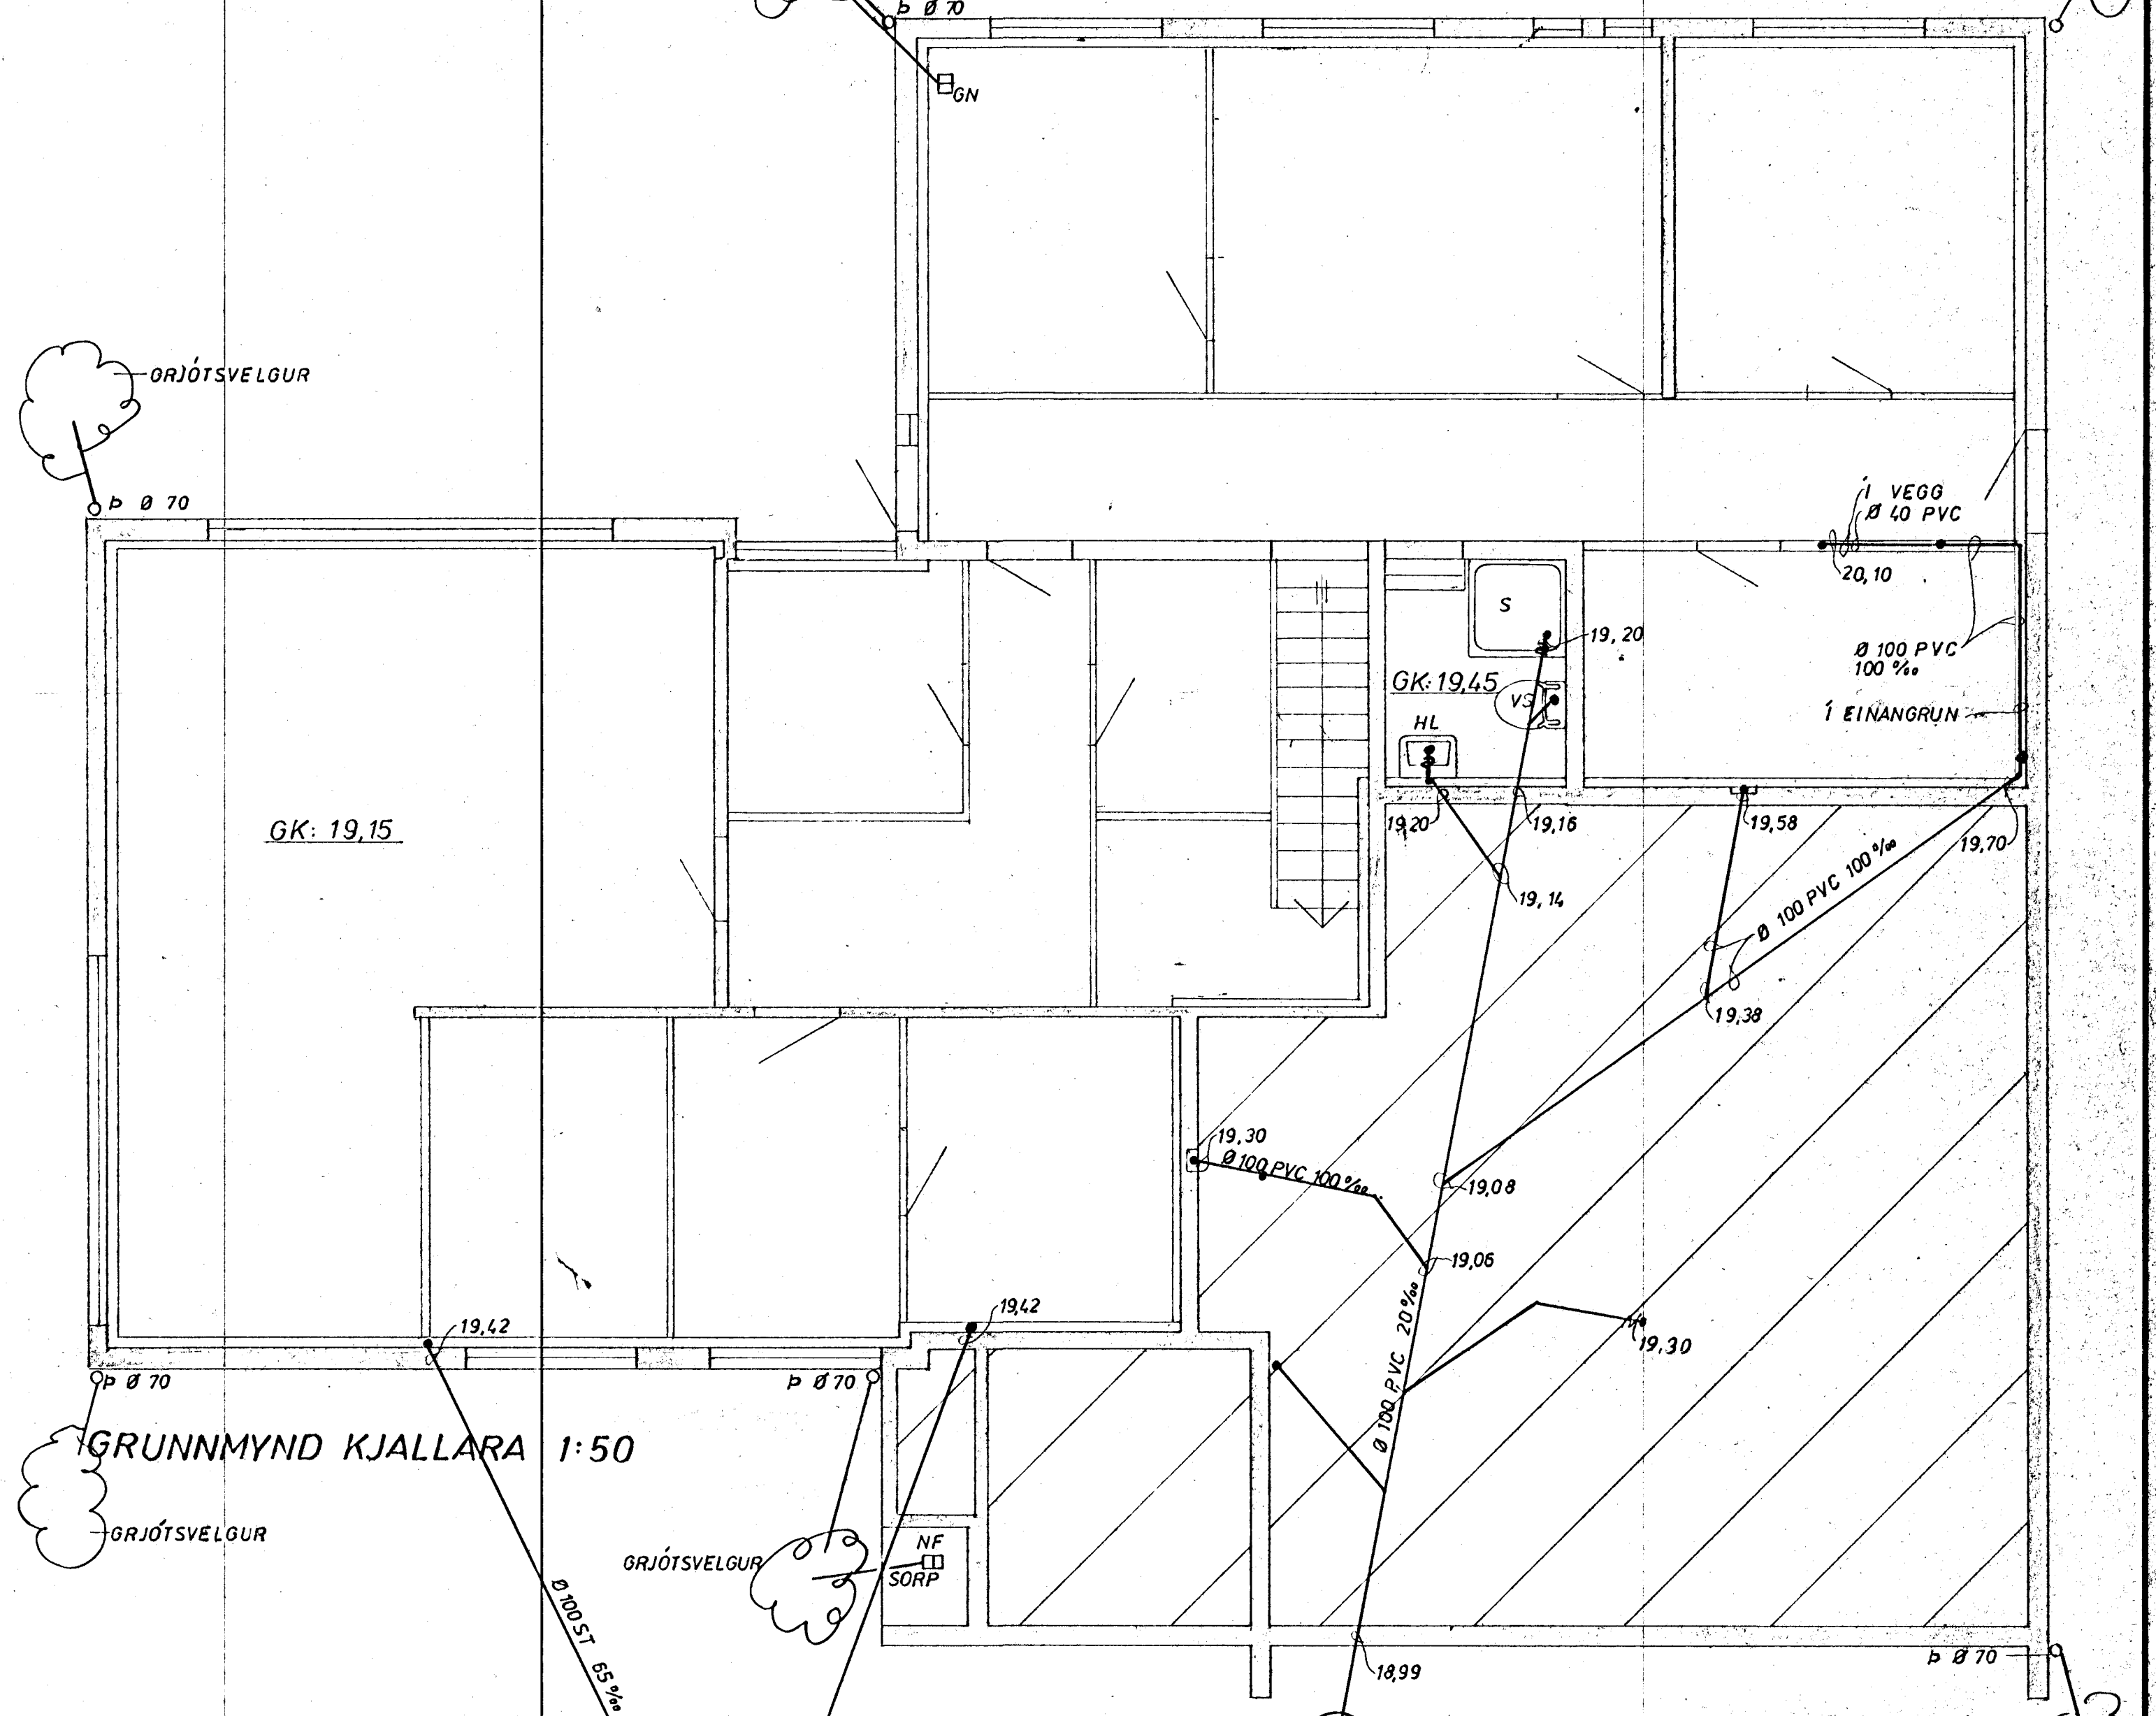 Þ Ø 70
GN
GRJÓTSVELGUR
Þ Ø 70
Í VEGG
Ø 40 PVC
20,10
S
19,20
Ø 100 PVC
100 ‰
GK: 19,45
VS
Í EINANGRUN
HL
GK: 19,15
19,20
19,16
19,58
19,70
Ø 100 PVC 100 ‰
19,14
19,38
19,30
Ø 100 PVC 100 ‰
19,08
19,06
19,42
19,42
19,30
Ø 100 PVC 20 ‰
Þ Ø 70
Þ Ø 70
GRUNNMYND KJALLARA 1:50
GRJÓTSVELGUR
GRJÓTSVELGUR
NF
SORP
Ø 100 ST 65 ‰
18,99
Þ Ø 70